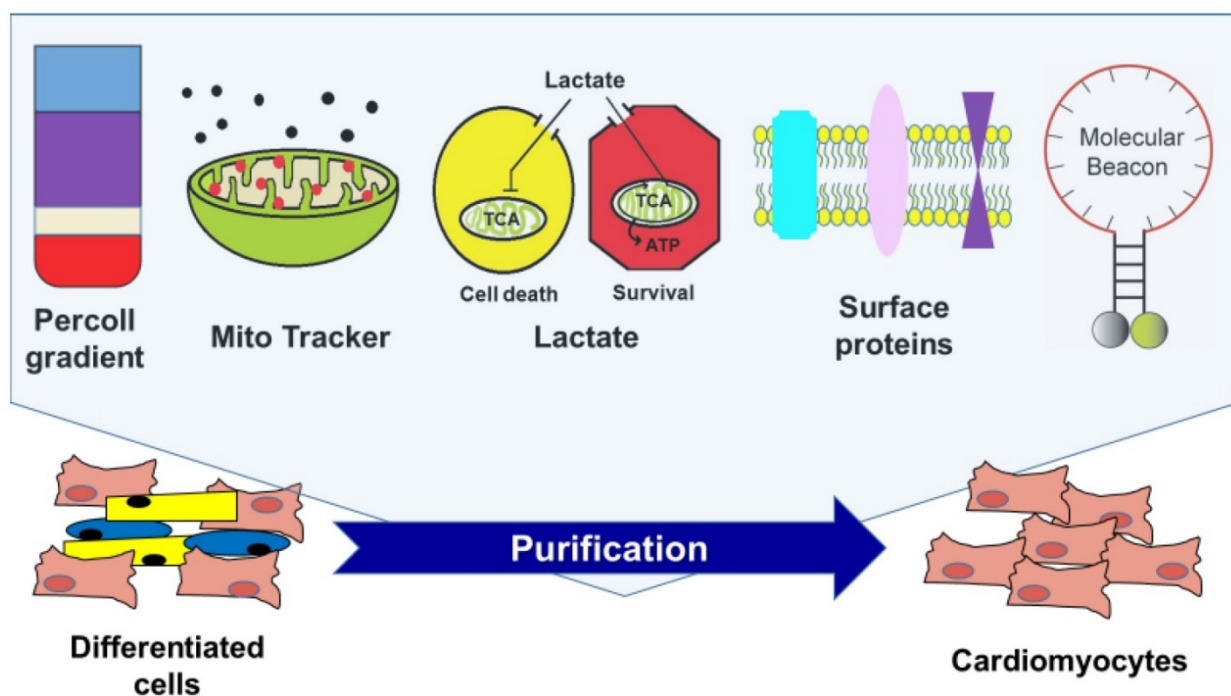 Percoll
gradient
Mito Tracker
Lactate
TCA
TCA
ATP
Cell death
Survival
Lactate
Surface
proteins
Molecular
Beacon
Purification
Differentiated
cells
Cardiomyocytes